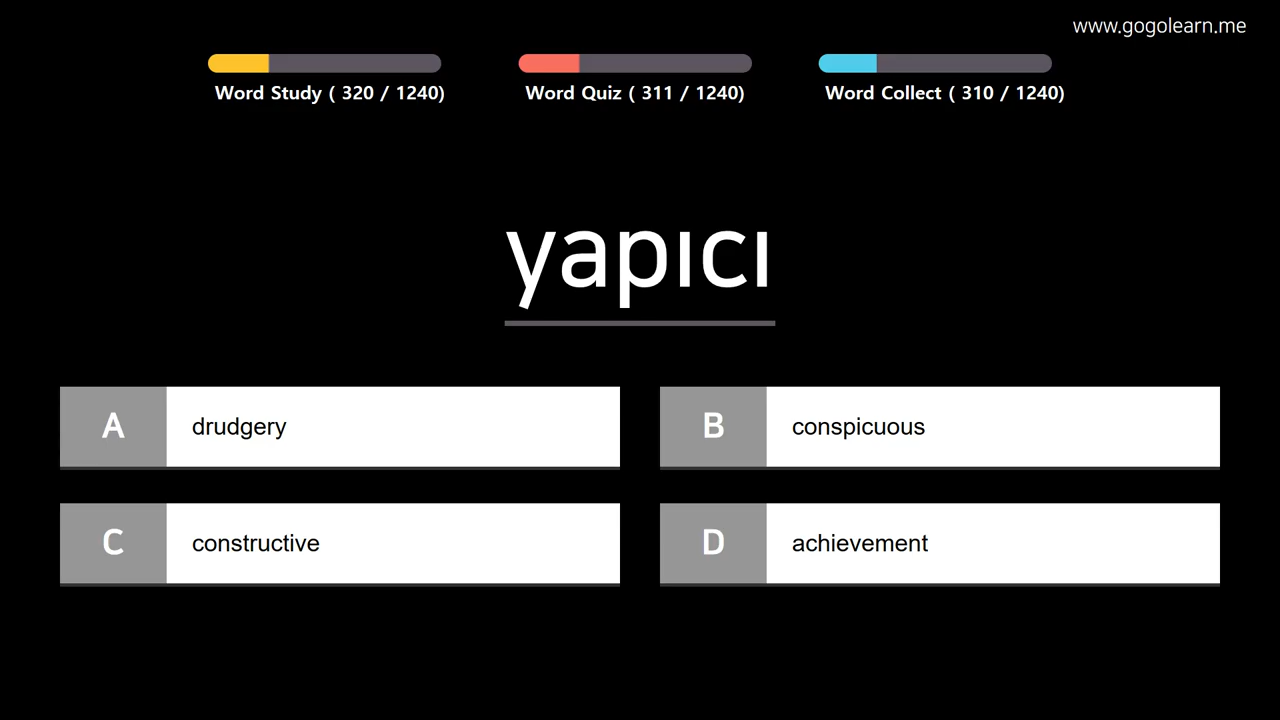 www.gogolearn.me
Word Study ( 320 / 1240)
Word Quiz ( 311 / 1240)
Word Collect ( 310 / 1240)
yapıcı
A drudgery
B conspicuous
C constructive
D achievement